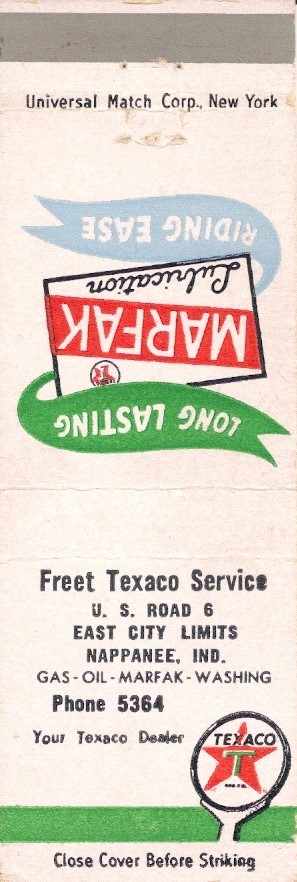 Universal Match Corp., New York
LONG LASTING
MARFAK
Lubrication
RIDING EASE
Freet Texaco Service
U. S. ROAD 6
EAST CITY LIMITS
NAPPANEE, IND.
GAS - OIL - MARFAK - WASHING
Phone 5364
Your Texaco Dealer
TEXACO
T
Close Cover Before Striking